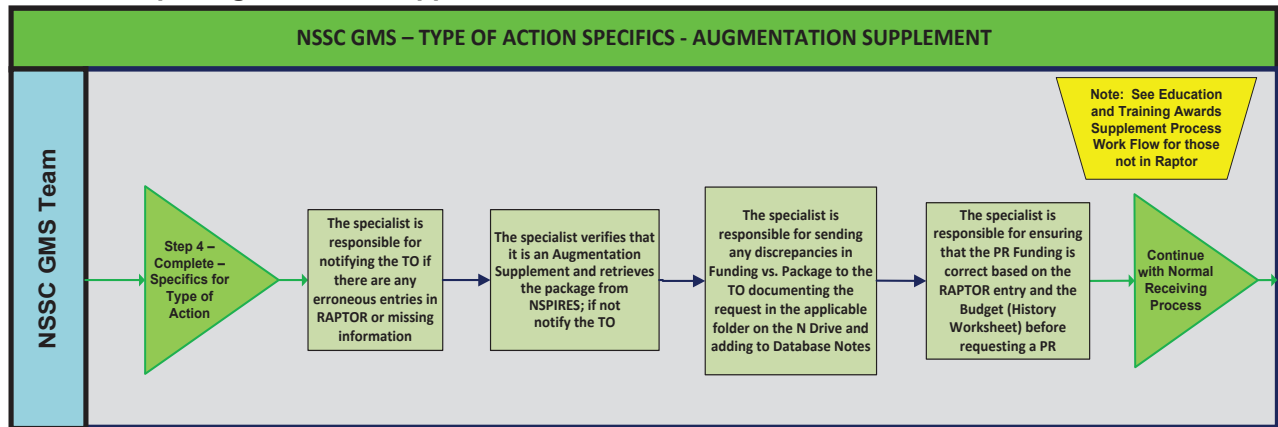 NSSC GMS – TYPE OF ACTION SPECIFICS - AUGMENTATION SUPPLEMENT
NSSC GMS Team
Note: See Education
and Training Awards
Supplement Process
Work Flow for those
not in Raptor
Step 4 –
Complete –
Specifics for
Type of
Action
The specialist is
responsible for
notifying the TO if
there are any
erroneous entries in
RAPTOR or missing
information
The specialist verifies that
it is an Augmentation
Supplement and retrieves
the package from
NSPIRES; if not
notify the TO
The specialist is
responsible for sending
any discrepancies in
Funding vs. Package to the
TO documenting the
request in the applicable
folder on the N Drive and
adding to Database Notes
The specialist is
responsible for ensuring
that the PR Funding is
correct based on the
RAPTOR entry and the
Budget (History
Worksheet) before
requesting a PR
Continue
with Normal
Receiving
Process